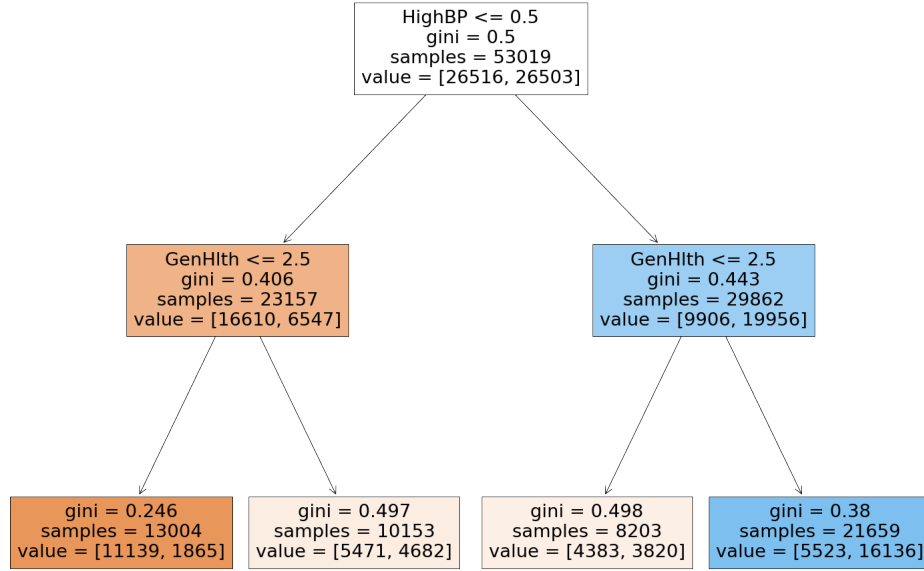 HighBP <= 0.5
gini = 0.5
samples = 53019
value = [26516, 26503]
GenHlth <= 2.5
gini = 0.406
samples = 23157
value = [16610, 6547]
GenHlth <= 2.5
gini = 0.443
samples = 29862
value = [9906, 19956]
gini = 0.246
samples = 13004
value = [11139, 1865]
gini = 0.497
samples = 10153
value = [5471, 4682]
gini = 0.498
samples = 8203
value = [4383, 3820]
gini = 0.38
samples = 21659
value = [5523, 16136]